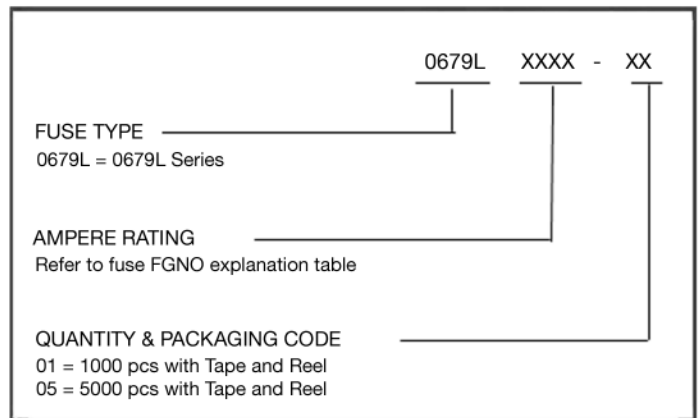 0679L XXXX - XX
FUSE TYPE
0679L = 0679L Series
AMPERE RATING
Refer to fuse FGNO explanation table
QUANTITY & PACKAGING CODE
01 = 1000 pcs with Tape and Reel
05 = 5000 pcs with Tape and Reel